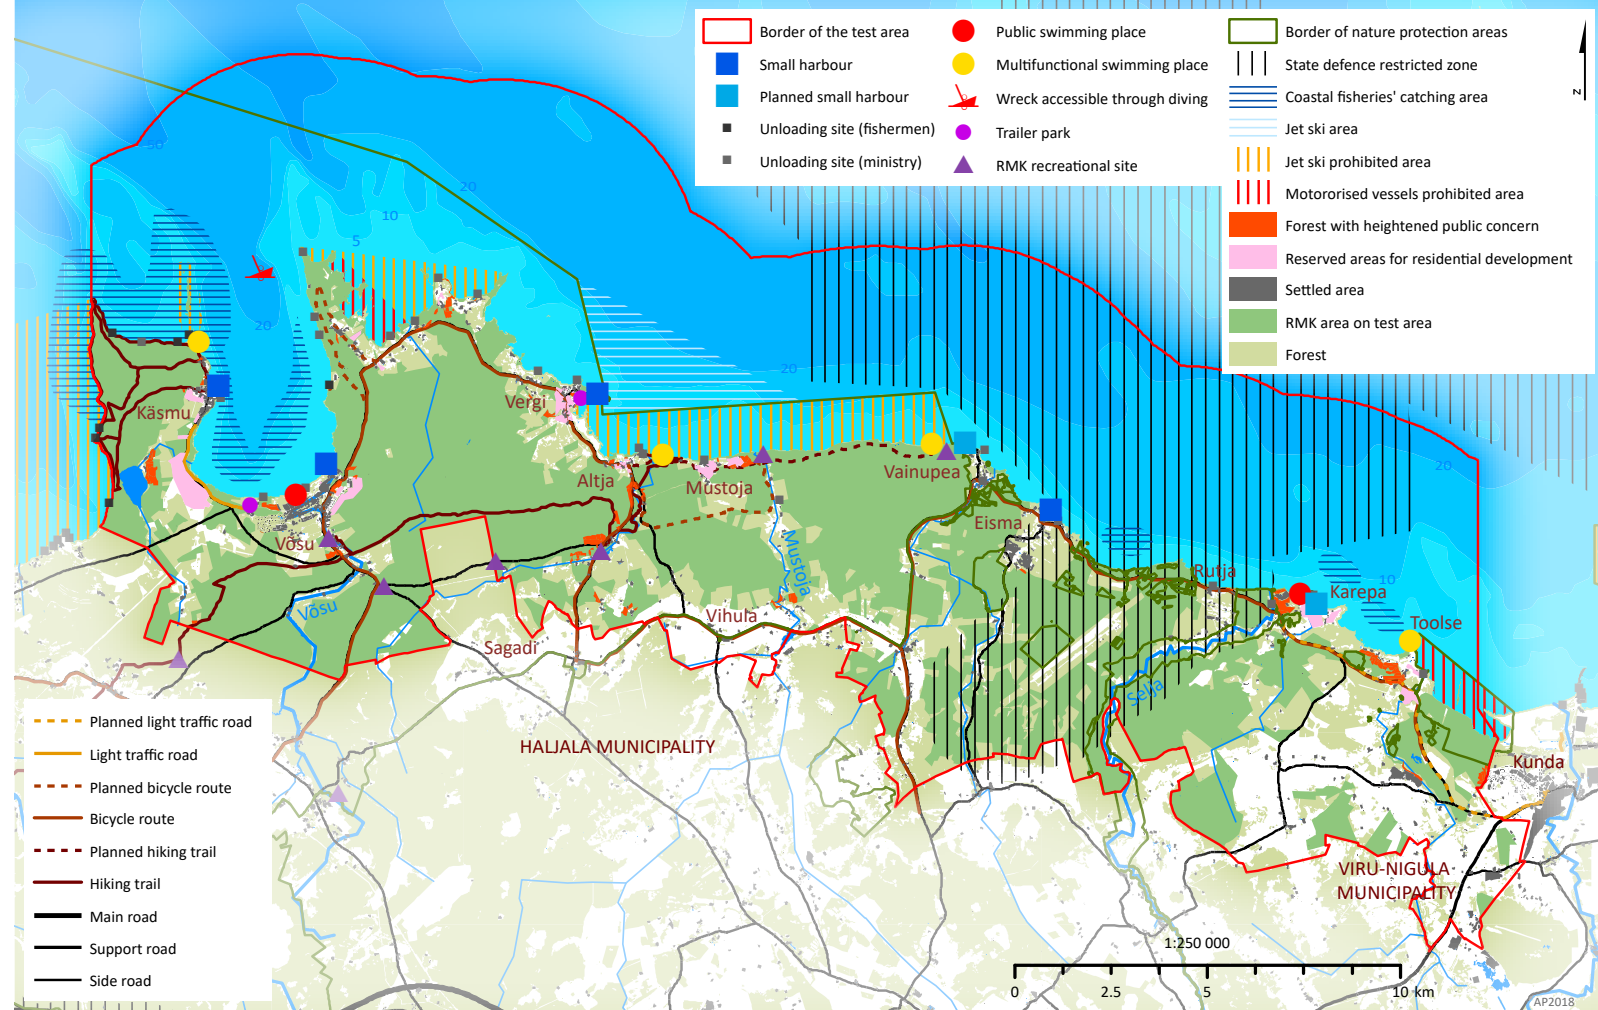 Border of the test area
Small harbour
Planned small harbour
Unloading site (fishermen)
Unloading site (ministry)
Public swimming place
Multifunctional swimming place
Wreck accessible through diving
Trailer park
RMK recreational site
Border of nature protection areas
State defence restricted zone
Coastal fisheries' catching area
Jet ski area
Jet ski prohibited area
Motororised vessels prohibited area
Forest with heightened public concern
Reserved areas for residential development
Settled area
RMK area on test area
Forest
N
20
10
5
20
20
20
10
Käsmu
Vergi
Altja
Mustoja
Vainupea
Eisma
Võsu
Võsu
Mustoja
Vihula
Sagadi
Rutja
Karepa
Toolse
Selja
Kunda
HALJALA MUNICIPALITY
VIRU-NIGULA
MUNICIPALITY
Planned light traffic road
Light traffic road
Planned bicycle route
Bicycle route
Planned hiking trail
Hiking trail
Main road
Support road
Side road
1:250 000
0 2.5 5 10 km
AP2018